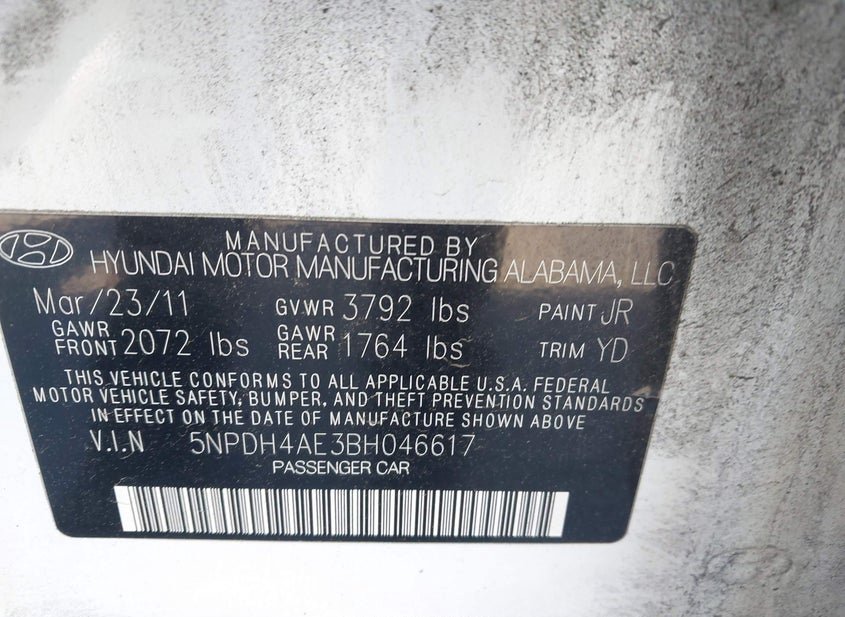 MANUFACTURED BY
HYUNDAI MOTOR MANUFACTURING ALABAMA, LLC
Mar/23/11 GVWR 3792 lbs PAINT JR
GAWR FRONT 2072 lbs GAWR REAR 1764 lbs TRIM YD
THIS VEHICLE CONFORMS TO ALL APPLICABLE U.S.A. FEDERAL
MOTOR VEHICLE SAFETY, BUMPER, AND THEFT PREVENTION STANDARDS
IN EFFECT ON THE DATE OF MANUFACTURE SHOWN ABOVE
V.I.N 5NPDH4AE3BH046617
PASSENGER CAR